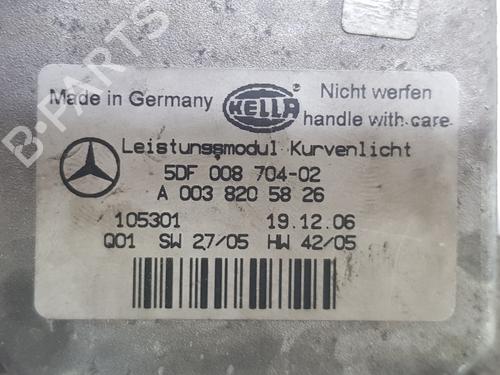 B-PARTS
Made in Germany
HELLA
Nicht werfen
handle with care
Leistunssmodul Kurvenlicht
5DF 008 704-02
A 003 820 58 26
105301 19.12.06
Q01 SW 27/05 HW 42/05